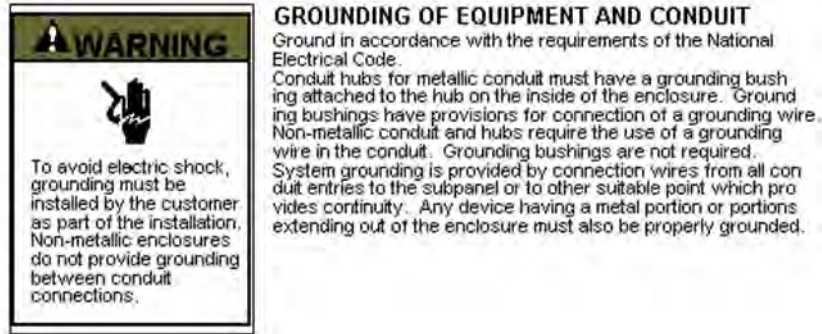 WARNING
To avoid electric shock,
grounding must be
installed by the customer
as part of the installation.
Non-metallic enclosures
do not provide grounding
between conduit
connections.
GROUNDING OF EQUIPMENT AND CONDUIT
Ground in accordance with the requirements of the National
Electrical Code.
Conduit hubs for metallic conduit must have a grounding bush
ing attached to the hub on the inside of the enclosure. Ground
ing bushings have provisions for connection of a grounding wire.
Non-metallic conduit and hubs require the use of a grounding
wire in the conduit. Grounding bushings are not required.
System grounding is provided by connection wires from all con
duit entries to the subpanel or to other suitable point which pro
vides continuity. Any device having a metal portion or portions
extending out of the enclosure must also be properly grounded.